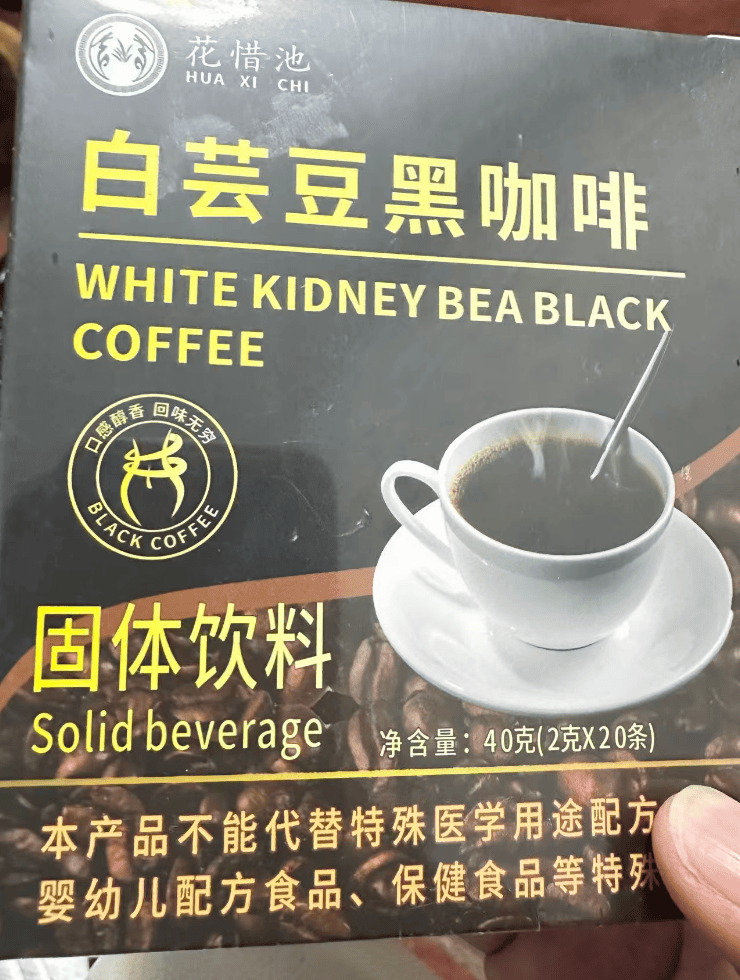 花惜池
HUA XI CHI
白芸豆黑咖啡
WHITE KIDNEY BEA BLACK
COFFEE
口感醇香 回味无穷
BLACK COFFEE
固体饮料
Solid beverage
净含量：40克(2克X20条)
本产品不能代替特殊医学用途配方
婴幼儿配方食品、保健食品等特殊